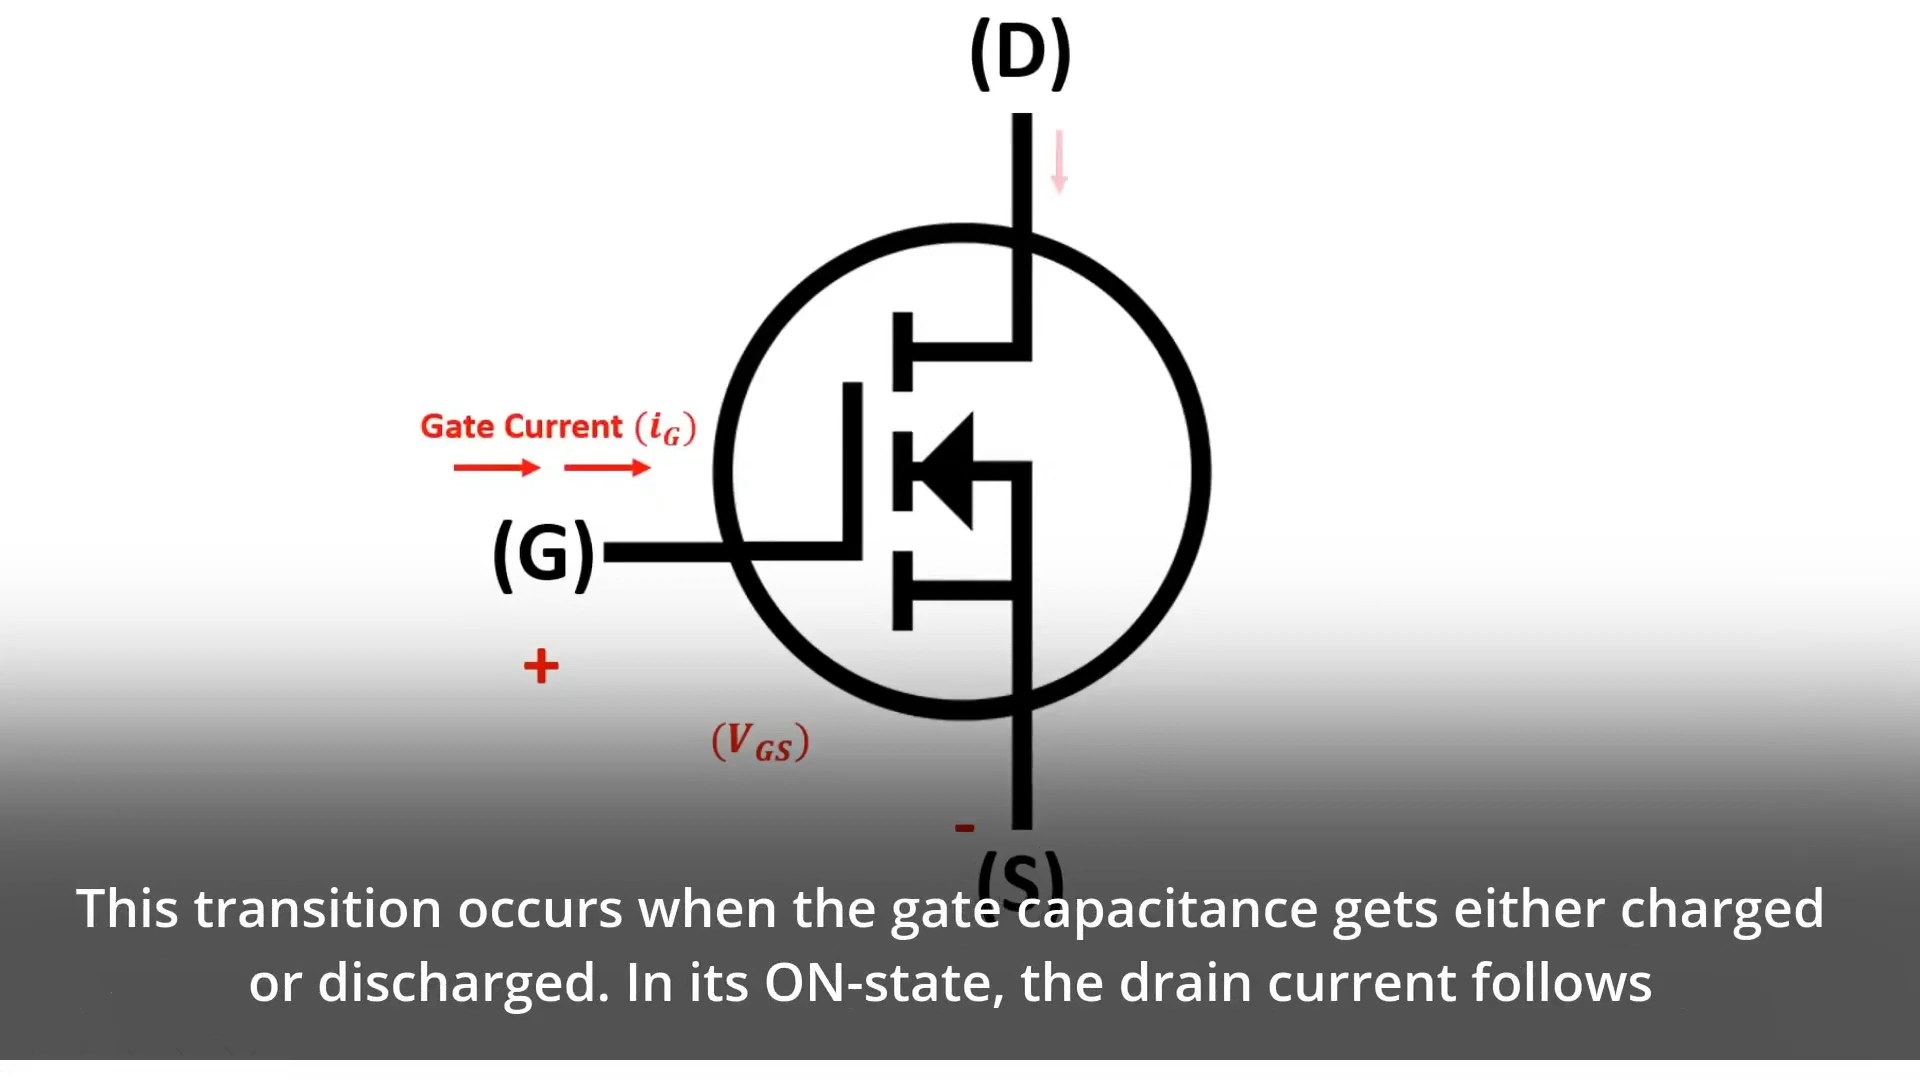 (D)
Gate Current (iG)
(G)
+
(VGS)
-
(S)
This transition occurs when the gate capacitance gets either charged
or discharged. In its ON-state, the drain current follows